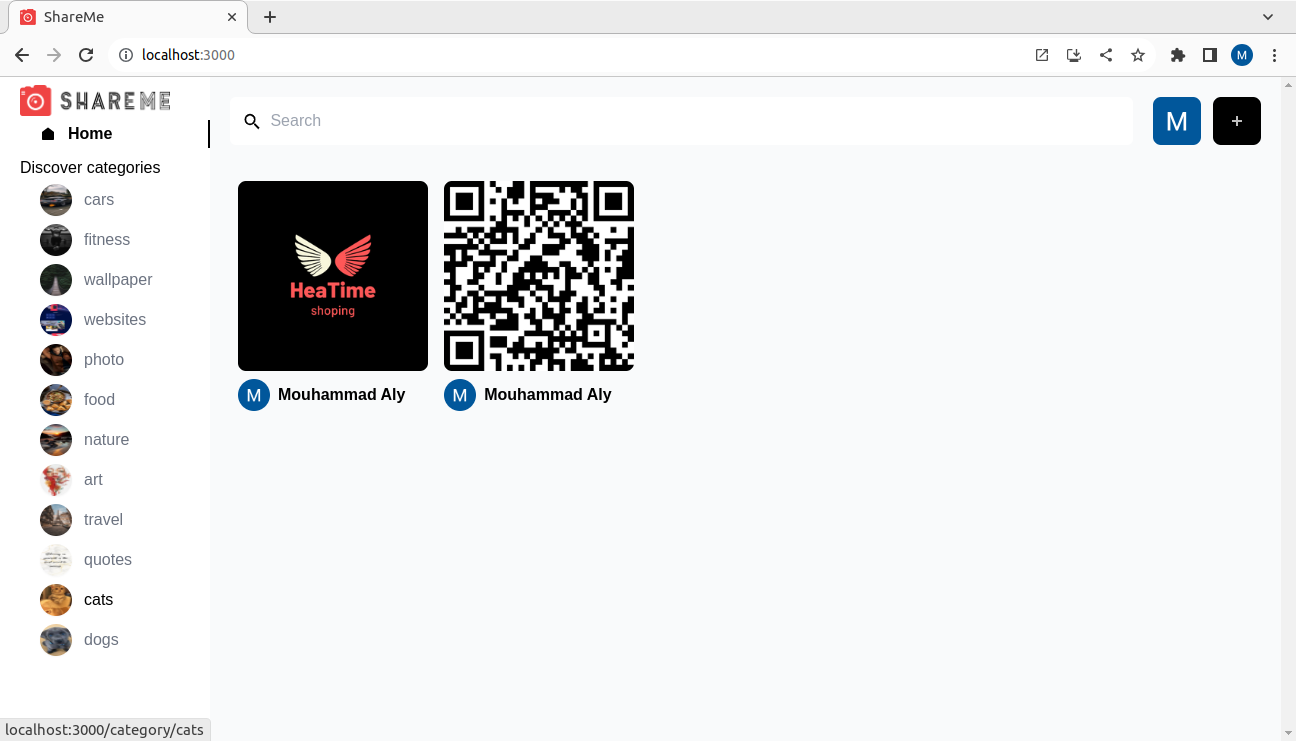 ShareMe
localhost:3000
M
SHAREME
Home
Search
M
+
Discover categories
cars
fitness
wallpaper
websites
photo
food
nature
art
travel
quotes
cats
dogs
HeaTime
shoping
M Mouhammad Aly
M Mouhammad Aly
localhost:3000/category/cats